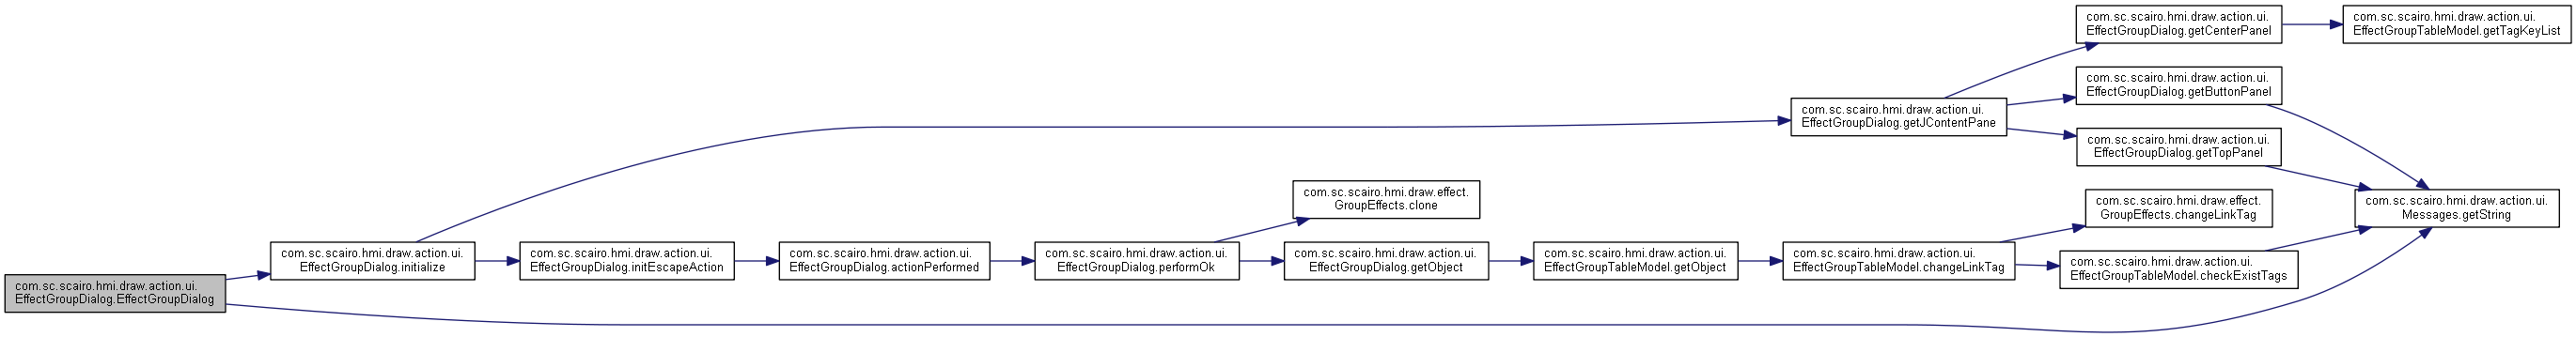 com.sc.scairo.hmi.draw.action.ui.
EffectGroupDialog.EffectGroupDialog
com.sc.scairo.hmi.draw.action.ui.
EffectGroupDialog.initialize
com.sc.scairo.hmi.draw.action.ui.
EffectGroupDialog.initEscapeAction
com.sc.scairo.hmi.draw.action.ui.
EffectGroupDialog.actionPerformed
com.sc.scairo.hmi.draw.action.ui.
EffectGroupDialog.performOk
com.sc.scairo.hmi.draw.effect.
GroupEffects.clone
com.sc.scairo.hmi.draw.action.ui.
EffectGroupDialog.getObject
com.sc.scairo.hmi.draw.action.ui.
EffectGroupTableModel.getObject
com.sc.scairo.hmi.draw.action.ui.
EffectGroupTableModel.changeLinkTag
com.sc.scairo.hmi.draw.effect.
GroupEffects.changeLinkTag
com.sc.scairo.hmi.draw.action.ui.
EffectGroupTableModel.checkExistTags
com.sc.scairo.hmi.draw.action.ui.
EffectGroupDialog.getJContentPane
com.sc.scairo.hmi.draw.action.ui.
EffectGroupDialog.getCenterPanel
com.sc.scairo.hmi.draw.action.ui.
EffectGroupTableModel.getTagKeyList
com.sc.scairo.hmi.draw.action.ui.
EffectGroupDialog.getButtonPanel
com.sc.scairo.hmi.draw.action.ui.
EffectGroupDialog.getTopPanel
com.sc.scairo.hmi.draw.action.ui.
Messages.getString